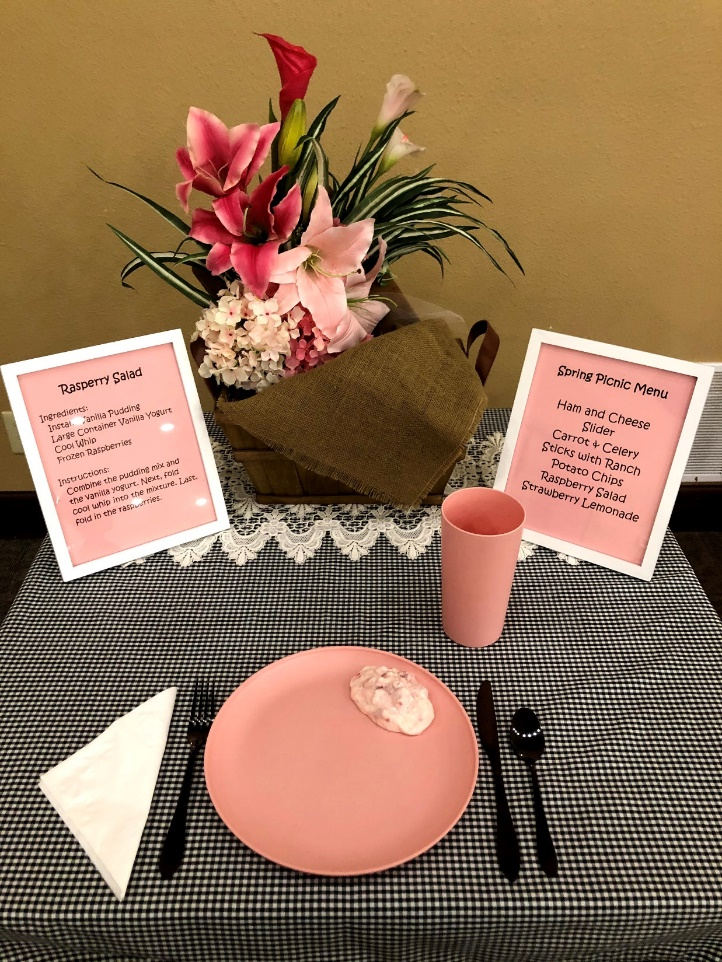 Rasperry Salad
Ingredients:
Vanilla Pudding
Large Container Vanilla Yogurt
Cool Whip
Frozen Raspberries
Instructions:
Combine the pudding mix and
the vanilla yogurt. Next, fold
cool whip into the mixture. Last,
fold in the raspberries.
Spring Picnic Menu
Ham and Cheese
Slider
Carrot & Celery
Sticks with Ranch
Potato Chips
Raspberry Salad
Strawberry Lemonade